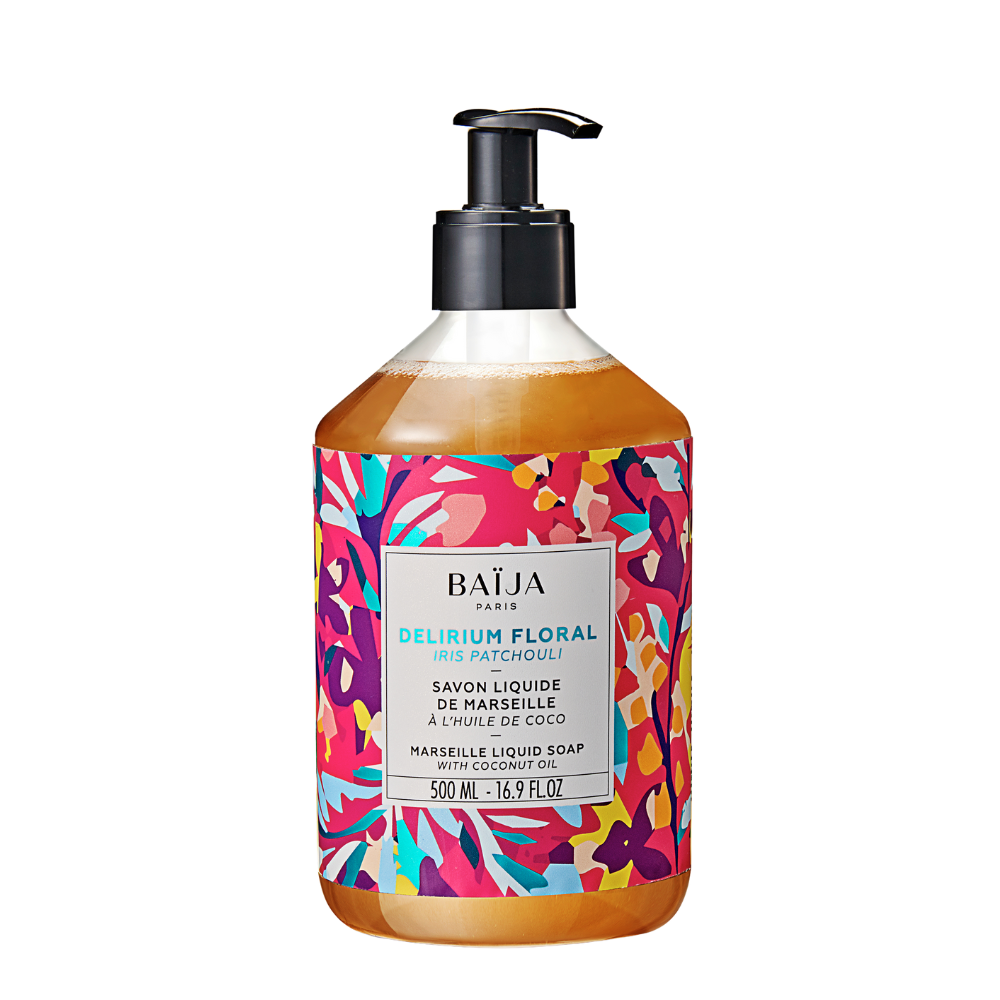 BAÏJA
PARIS
DELIRIUM FLORAL
IRIS PATCHOULI
SAVON LIQUIDE
DE MARSEILLE
À L'HUILE DE COCO
MARSEILLE LIQUID SOAP
WITH COCONUT OIL
500 ML - 16.9 FL.OZ